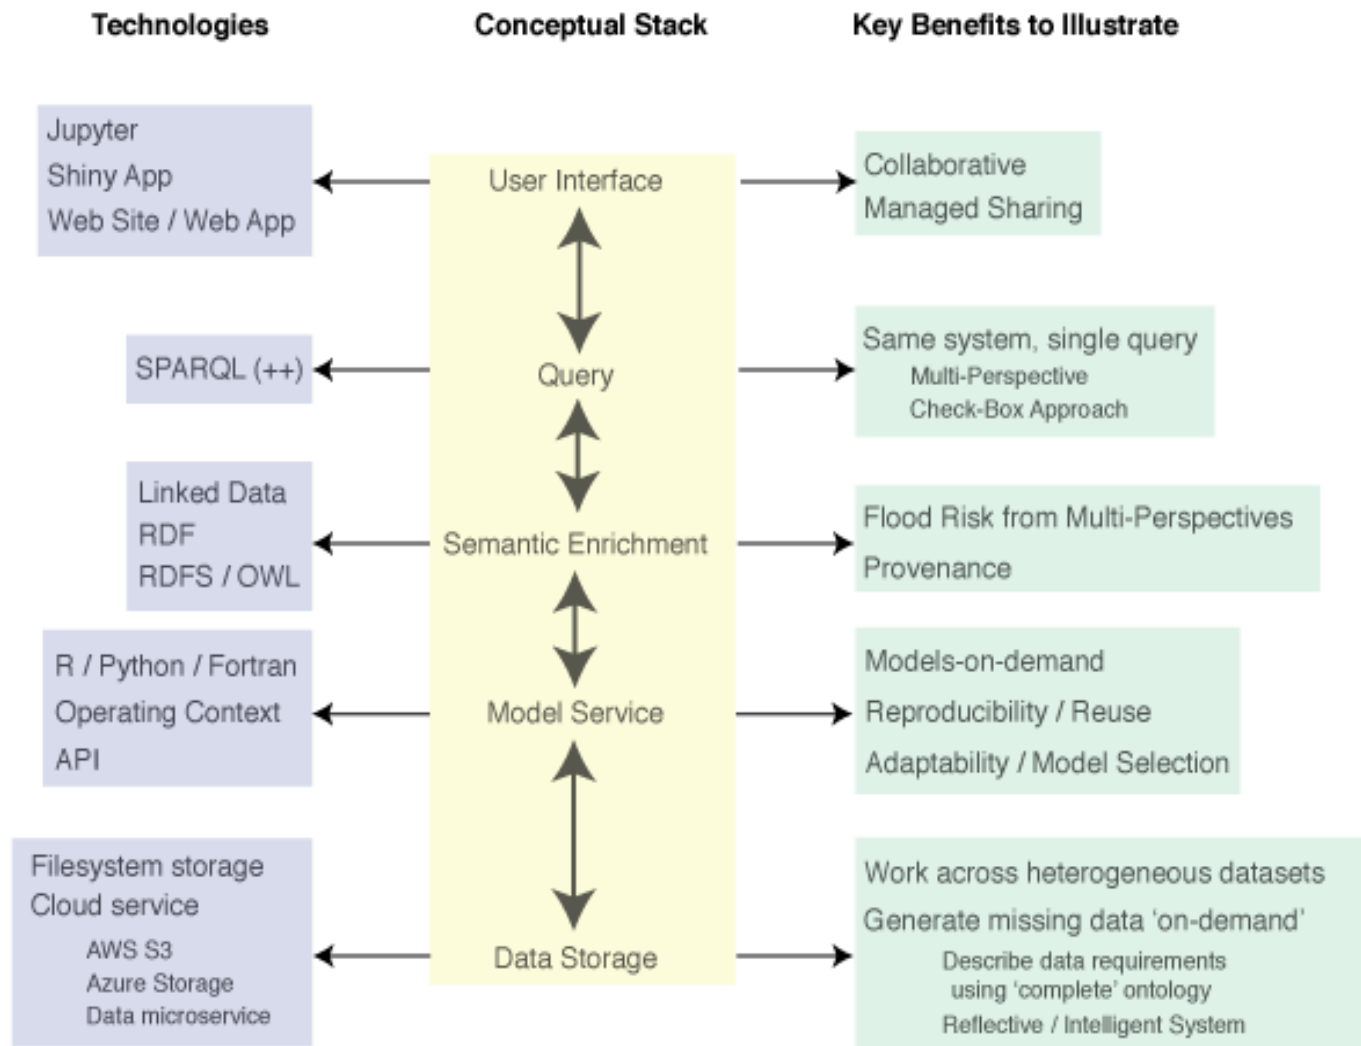 Technologies
Conceptual Stack
Key Benefits to Illustrate
Jupyter
Shiny App
Web Site / Web App
User Interface
Collaborative
Managed Sharing
SPARQL (++)
Query
Same system, single query
Multi-Perspective
Check-Box Approach
Linked Data
RDF
RDFS / OWL
Semantic Enrichment
Flood Risk from Multi-Perspectives
Provenance
R / Python / Fortran
Operating Context
API
Model Service
Models-on-demand
Reproducibility / Reuse
Adaptability / Model Selection
Filesystem storage
Cloud service
AWS S3
Azure Storage
Data microservice
Data Storage
Work across heterogeneous datasets
Generate missing data ‘on-demand’
Describe data requirements
using ‘complete’ ontology
Reflective / Intelligent System